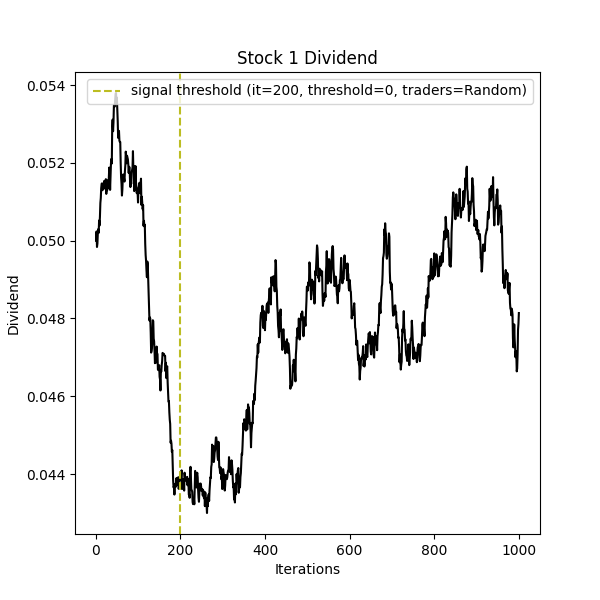 Stock 1 Dividend
signal threshold (it=200, threshold=0, traders=Random)
0.054
0.052
0.050
0.048
0.046
0.044
Dividend
0 200 400 600 800 1000
Iterations